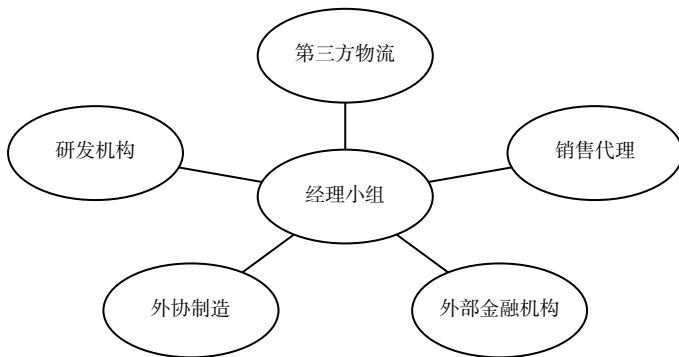 第三方物流
研发机构
销售代理
经理小组
外协制造
外部金融机构